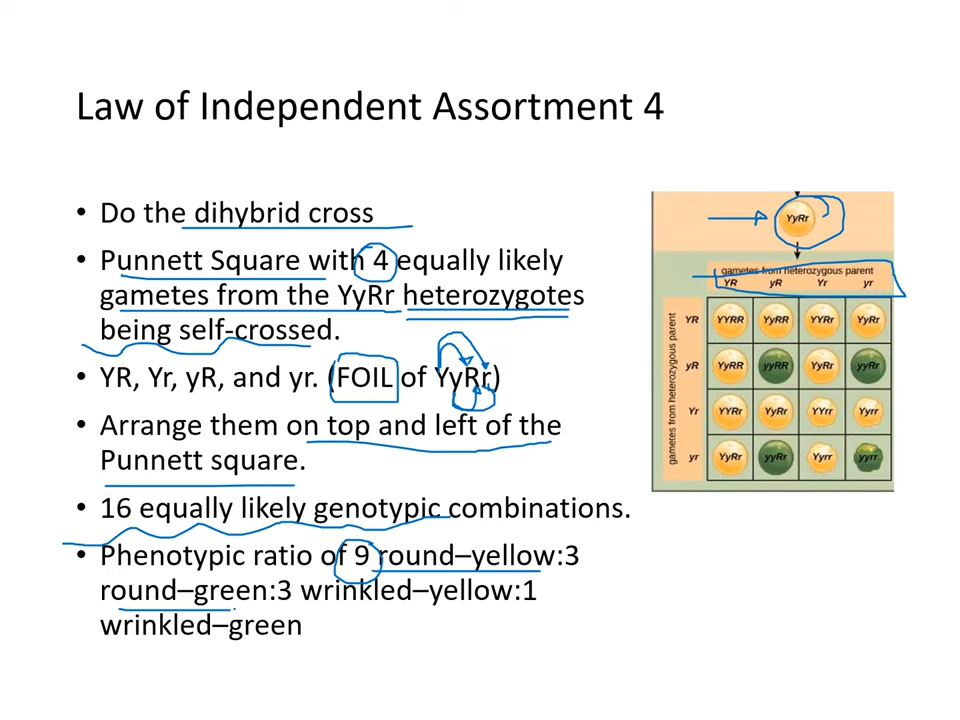 Law of Independent Assortment 4
• Do the dihybrid cross
• Punnett Square with 4 equally likely
gametes from the YyRr heterozygotes
being self-crossed.
• YR, Yr, yR, and yr. (FOIL of YyRr)
• Arrange them on top and left of the
Punnett square.
• 16 equally likely genotypic combinations.
• Phenotypic ratio of 9 round–yellow:3
round–green:3 wrinkled–yellow:1
wrinkled–green
YyRr
gametes from heterozygous parent
YR yR Yr yr
gametes from heterozygous parent
YR YYRR YyRR YYRr YyRr
yR YyRR yyRR YyRr yyRr
Yr YYRr YyRr YYrr Yyrr
yr YyRr yyRr Yyrr yyrr